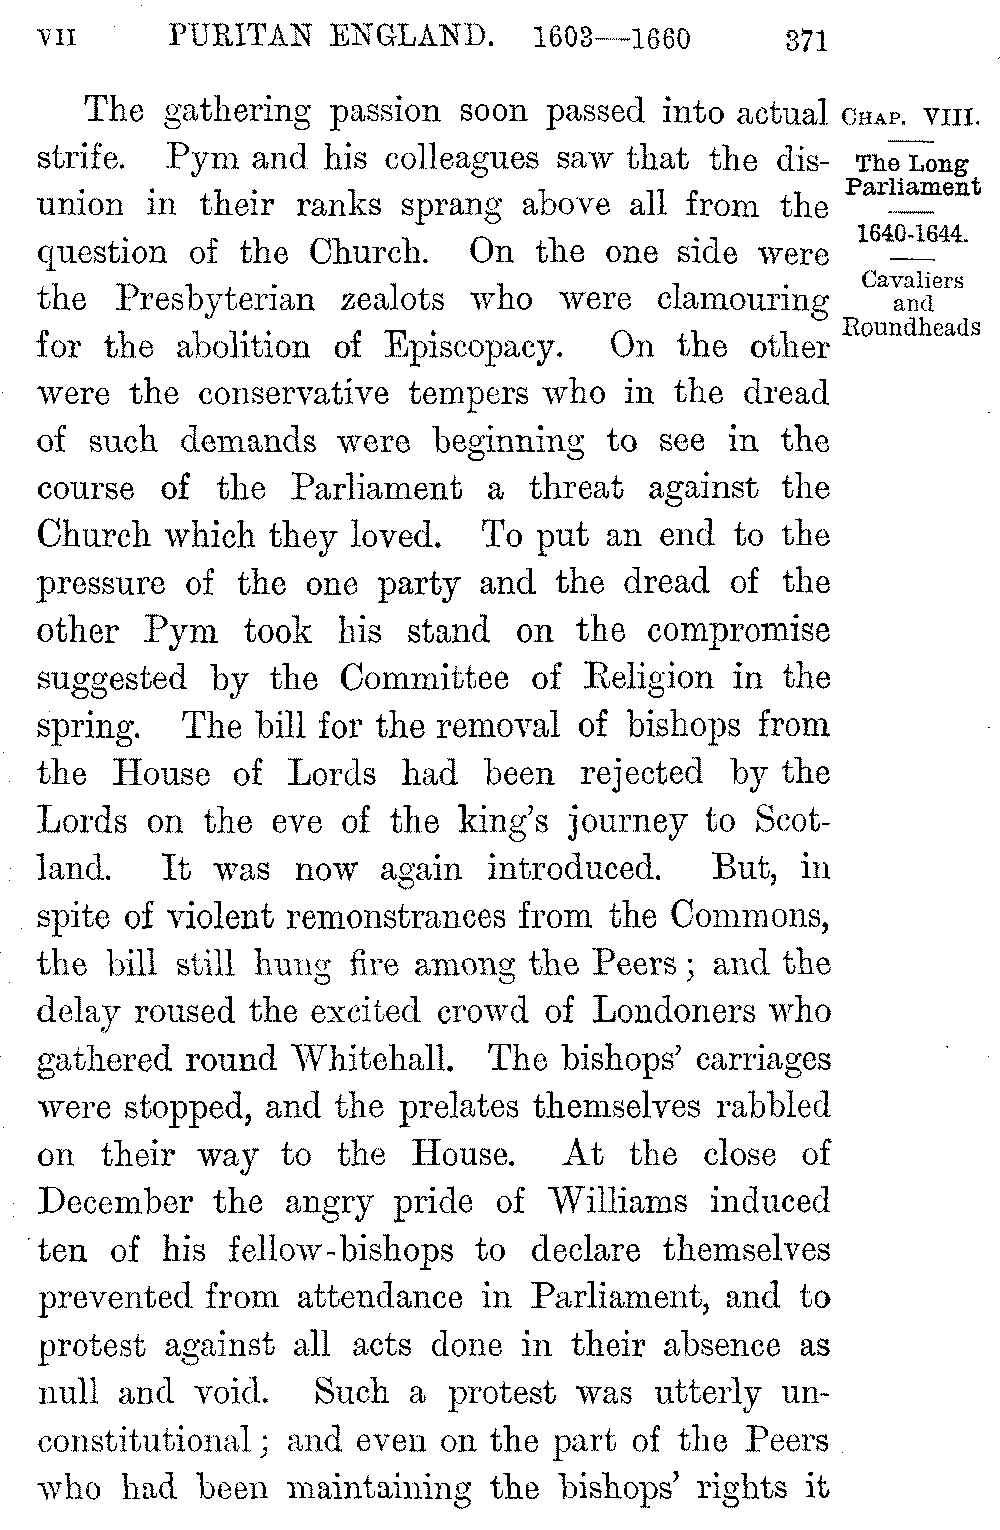 VII PURITAN ENGLAND. 1603—1660 371
The gathering passion soon passed into actual
strife. Pym and his colleagues saw that the dis-
union in their ranks sprang above all from the
question of the Church. On the one side were
the Presbyterian zealots who were clamouring
for the abolition of Episcopacy. On the other
were the conservative tempers who in the dread
of such demands were beginning to see in the
course of the Parliament a threat against the
Church which they loved. To put an end to the
pressure of the one party and the dread of the
other Pym took his stand on the compromise
suggested by the Committee of Religion in the
spring. The bill for the removal of bishops from
the House of Lords had been rejected by the
Lords on the eve of the king's journey to Scot-
land. It was now again introduced. But, in
spite of violent remonstrances from the Commons,
the bill still hung fire among the Peers; and the
delay roused the excited crowd of Londoners who
gathered round Whitehall. The bishops' carriages
were stopped, and the prelates themselves rabbled
on their way to the House. At the close of
December the angry pride of Williams induced
ten of his fellow-bishops to declare themselves
prevented from attendance in Parliament, and to
protest against all acts done in their absence as
null and void. Such a protest was utterly un-
constitutional; and even on the part of the Peers
who had been maintaining the bishops' rights it
CHAP. VIII.
The Long
Parliament
1640-1644.
Cavaliers
and
Roundheads